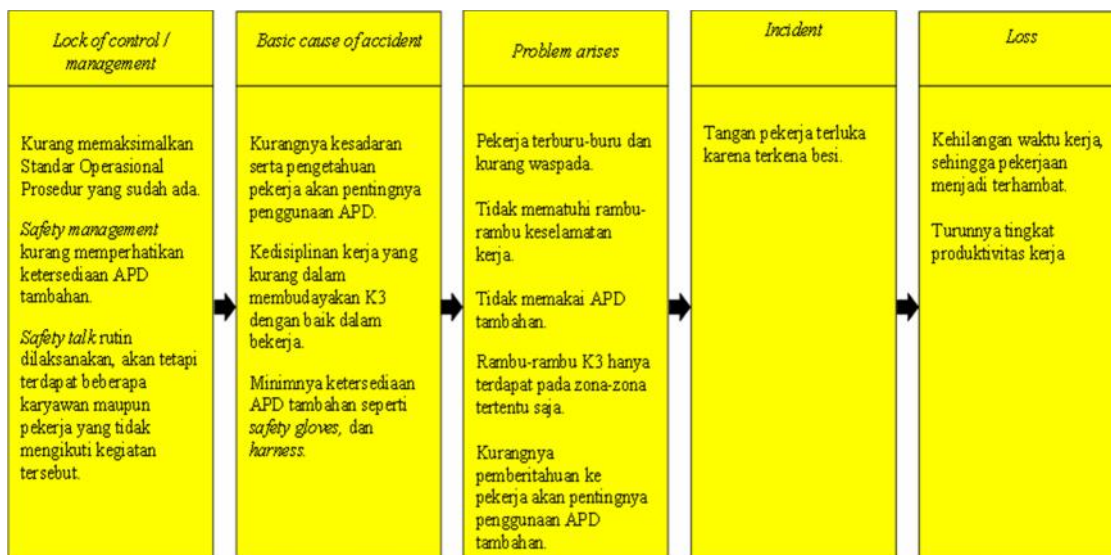 Lock of control /
management
Kurang memaksimalkan
Standar Operasional
Prosedur yang sudah ada.
Safety management
kurang memperhatikan
ketersediaan APD
tambahan.
Safety talk rutin
dilaksanakan, akan tetapi
terdapat beberapa
karyawan maupun
pekerja yang tidak
mengikuti kegiatan
tersebut.
Basic cause of accident
Kurangnya kesadaran
serta pengetahuan
pekerja akan pentingnya
penggunaan APD.
Kedisiplinan kerja yang
kurang dalam
membudayakan K3
dengan baik dalam
bekerja.
Minimnya ketersediaan
APD tambahan seperti
safety gloves, dan
harness.
Problem arises
Pekerja terburu-buru dan
kurang waspada.
Tidak mematuhi rambu-
rambu keselamatan
kerja.
Tidak memakai APD
tambahan.
Rambu-rambu K3 hanya
terdapat pada zona-zona
tertentu saja.
Kurangnya
pemberitahuan ke
pekerja akan pentingnya
penggunaan APD
tambahan.
Incident
Tangan pekerja terluka
karena terkena besi.
Loss
Kehilangan waktu kerja,
sehingga pekerjaan
menjadi terhambat.
Turunnya tingkat
produktivitas kerja